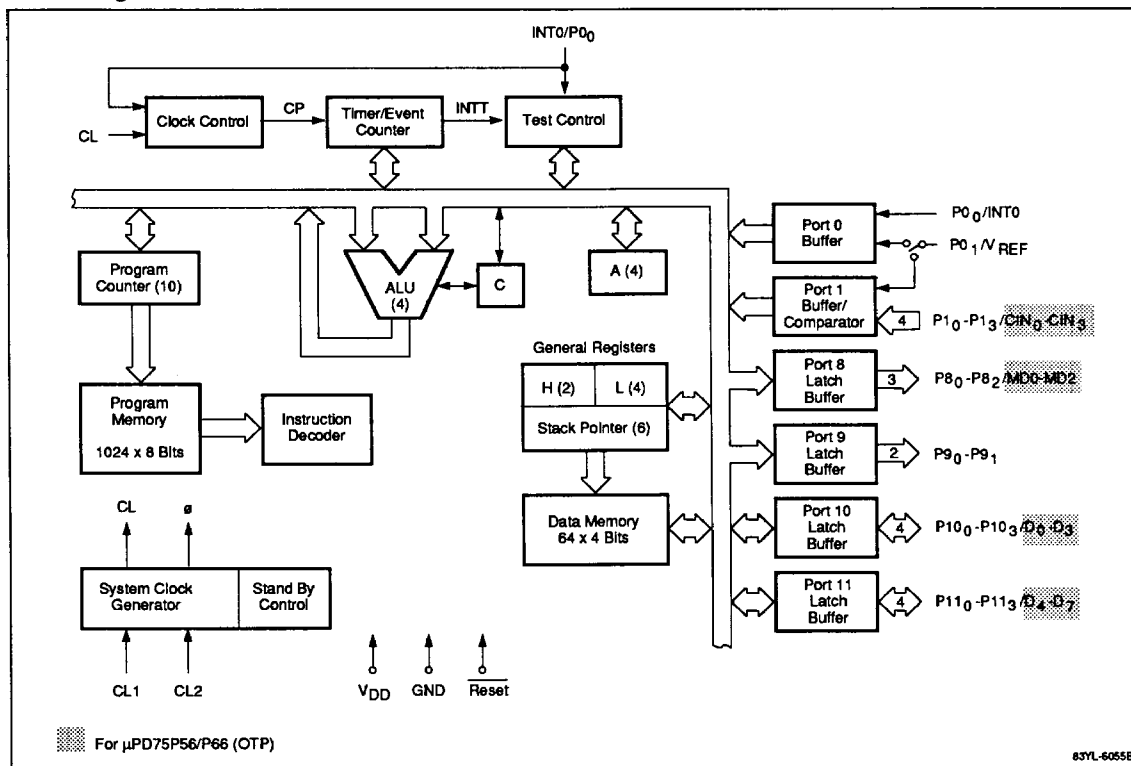 INT0/P0₀
CL
Clock Control
CP
Timer/Event
Counter
INTT
Test Control
Program
Counter (10)
ALU
(4)
C
A (4)
Port 0
Buffer
P0₀/INT0
P0₁/V REF
Port 1
Buffer/
Comparator
4
P1₀-P1₃/CIN₀-CIN₃
General Registers
H (2)
L (4)
Stack Pointer (6)
Port 8
Latch
Buffer
3
P8₀-P8₂/MD0-MD2
Program
Memory
1024 x 8 Bits
Instruction
Decoder
Port 9
Latch
Buffer
2
P9₀-P9₁
Data Memory
64 x 4 Bits
Port 10
Latch
Buffer
4
P10₀-P10₃/D₀-D₃
CL
ø
System Clock
Generator
Stand By
Control
Port 11
Latch
Buffer
4
P11₀-P11₃/D₄-D₇
CL1
CL2
V DD
GND
Reset
For µPD75P56/P66 (OTP)
83YL-6055B